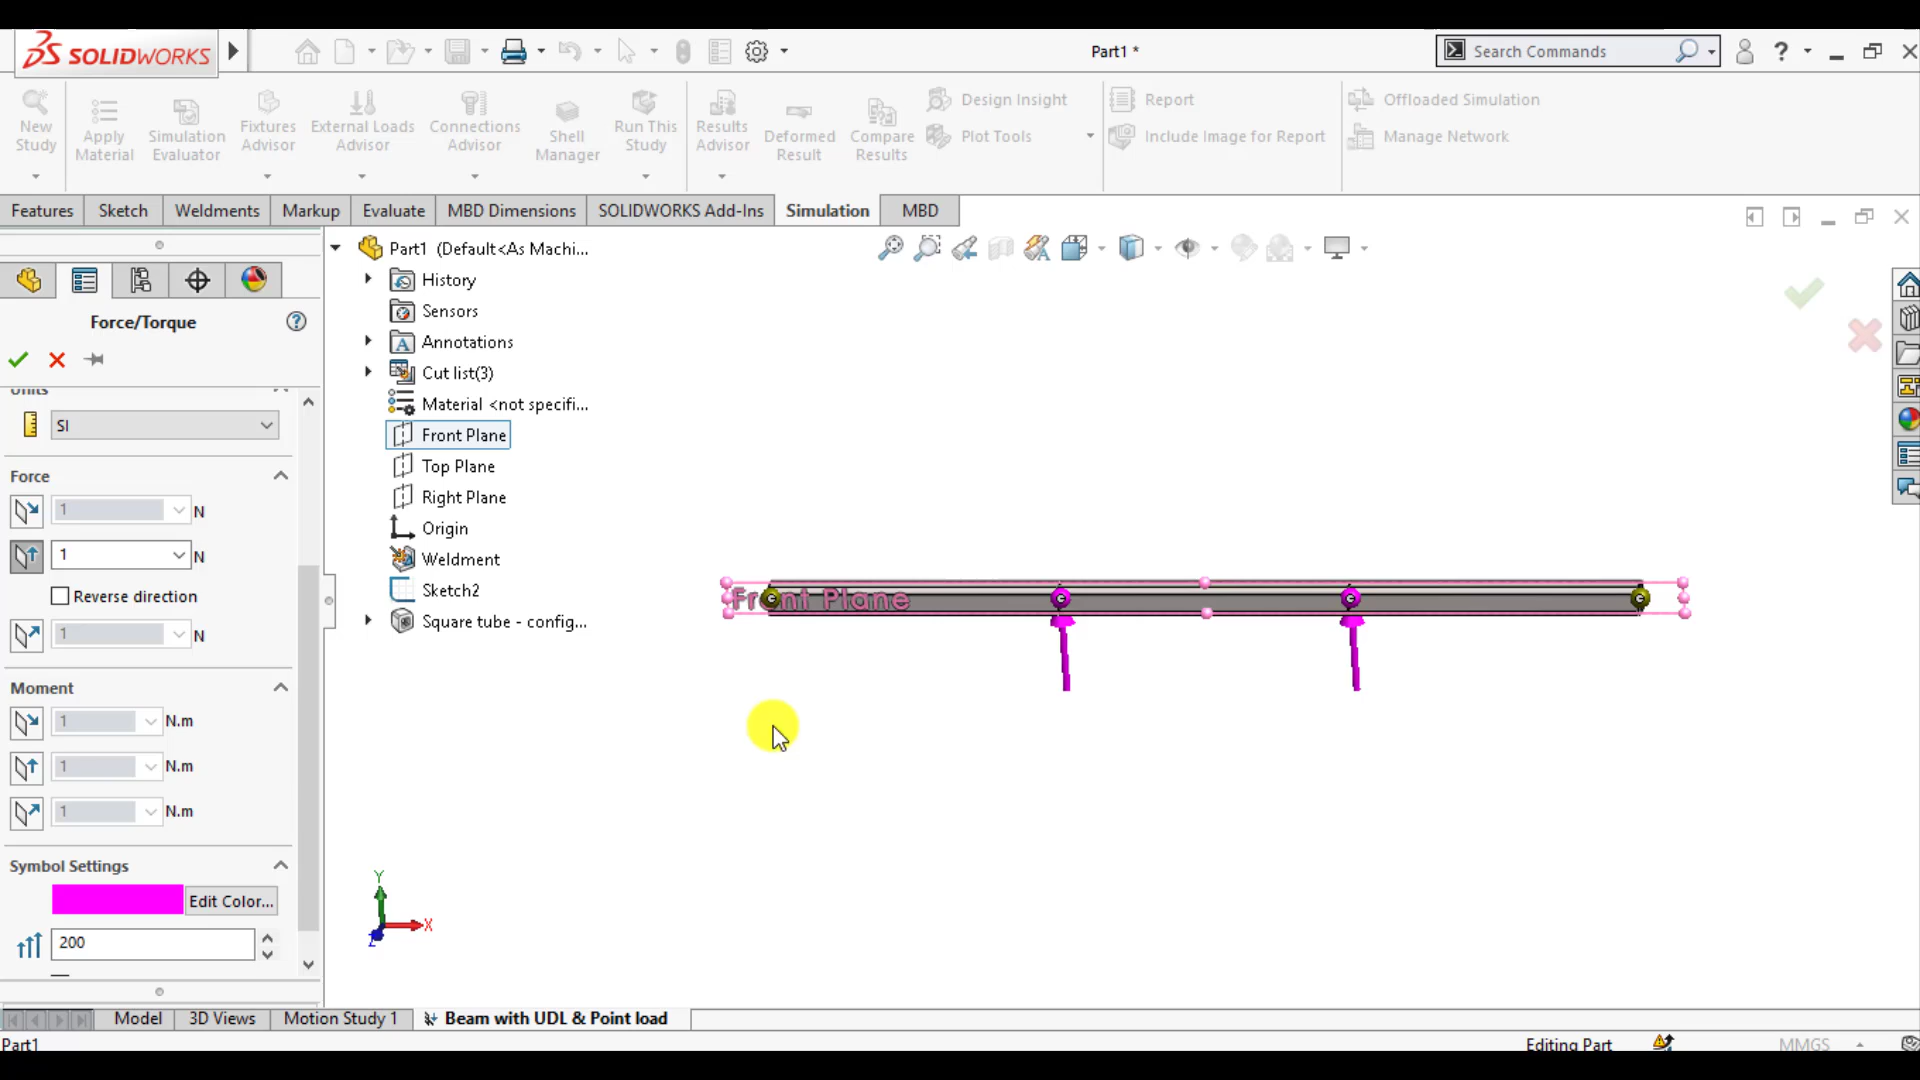 SOLIDWORKS
Part1 *
Search Commands
New Study
Apply Material
Simulation Evaluator
Fixtures Advisor
External Loads Advisor
Connections Advisor
Shell Manager
Run This Study
Results Advisor
Deformed Result
Compare Results
Design Insight
Plot Tools
Report
Include Image for Report
Offloaded Simulation
Manage Network
Features
Sketch
Weldments
Markup
Evaluate
MBD Dimensions
SOLIDWORKS Add-Ins
Simulation
MBD
Part1 (Default<As Machi...
History
Sensors
Annotations
Cut list(3)
Material <not specifi...
Front Plane
Top Plane
Right Plane
Origin
Weldment
Sketch2
Square tube - config...
Force/Torque
Units
SI
Force
1 N
1 N
Reverse direction
1 N
Moment
1 N.m
1 N.m
1 N.m
Symbol Settings
Edit Color...
200
Front Plane
Y
X
Z
Model
3D Views
Motion Study 1
Beam with UDL & Point load
Part1
Editing Part
MMGS